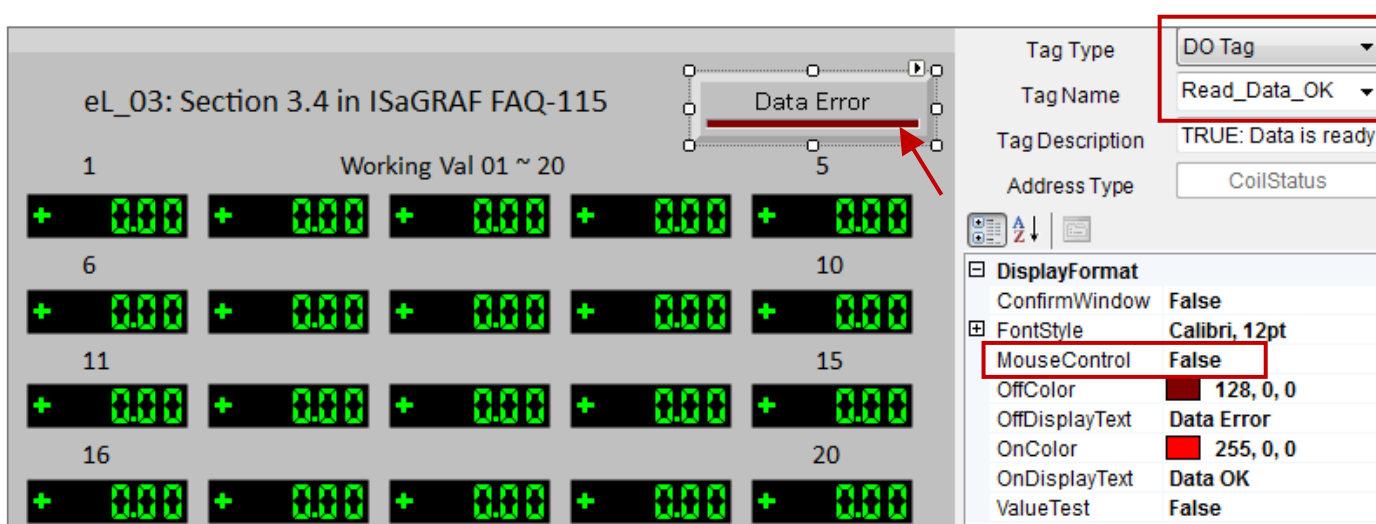 eL_03: Section 3.4 in ISaGRAF FAQ-115
Data Error
1 Working Val 01 ~ 20 5
+ 0.00 + 0.00 + 0.00 + 0.00 + 0.00
6 10
+ 0.00 + 0.00 + 0.00 + 0.00 + 0.00
11 15
+ 0.00 + 0.00 + 0.00 + 0.00 + 0.00
16 20
+ 0.00 + 0.00 + 0.00 + 0.00 + 0.00
Tag Type DO Tag
Tag Name Read_Data_OK
Tag Description TRUE: Data is ready
Address Type CoilStatus
A Z
DisplayFormat
ConfirmWindow False
FontStyle Calibri, 12pt
MouseControl False
OffColor 128, 0, 0
OffDisplayText Data Error
OnColor 255, 0, 0
OnDisplayText Data OK
ValueTest False